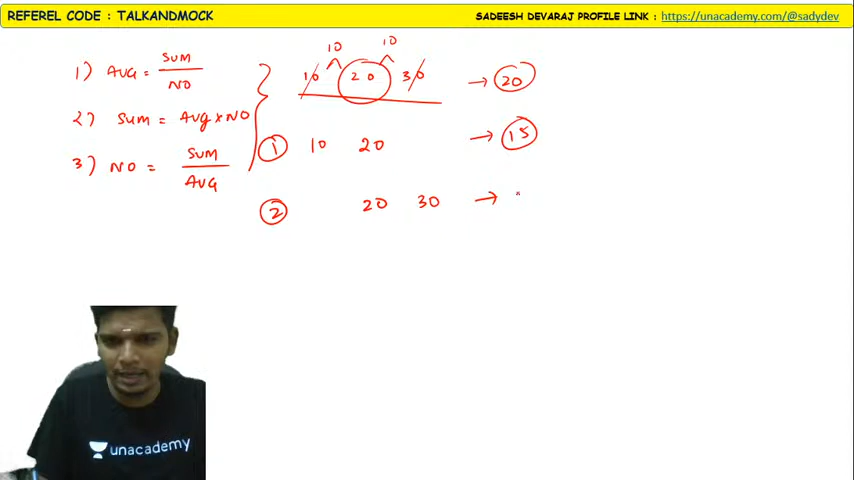 REFEREL CODE : TALKANDMOCK
SADEESH DEVARAJ PROFILE LINK : https://unacademy.com/@sadydev
1) AVG = SUM / NO
2) SUM = AVG x NO
3) NO = SUM / AVG
10 10
10 20 30 → 20
1 10 20 → 15
2 20 30 →
unacademy